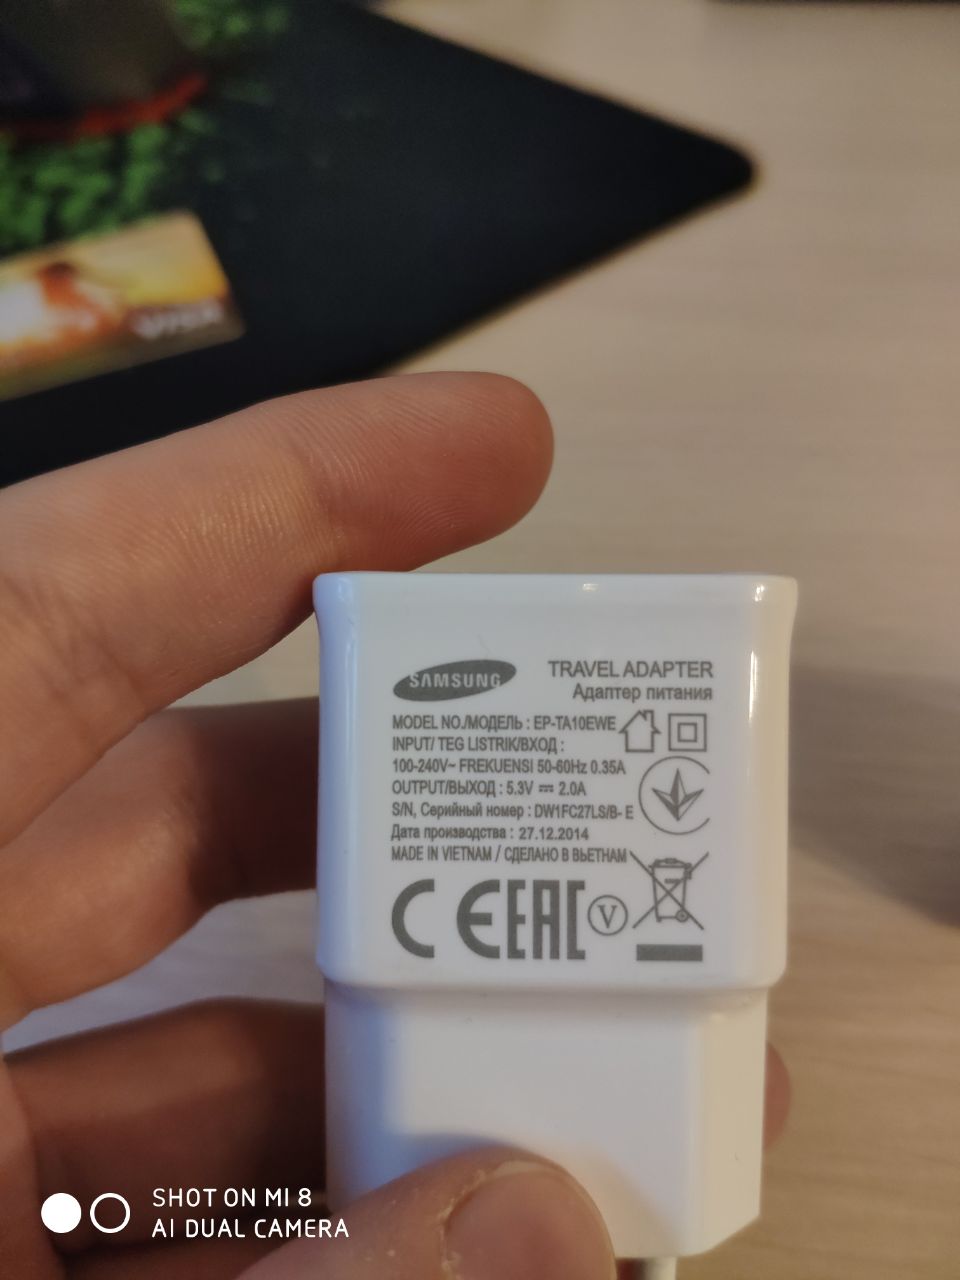 VISA
SAMSUNG
TRAVEL ADAPTER
Адаптер питания
MODEL NO./МОДЕЛЬ : EP-TA10EWE
INPUT/ TEG LISTRIK/ВХОД :
100-240V~ FREKUENSI 50-60Hz 0.35A
OUTPUT/ВЫХОД : 5.3V ⎓ 2.0A
S/N, Серийный номер : DW1FC27LS/B- E
Дата производства : 27.12.2014
MADE IN VIETNAM / СДЕЛАНО В ВЬЕТНАМ
CE EAC V
SHOT ON MI 8
AI DUAL CAMERA